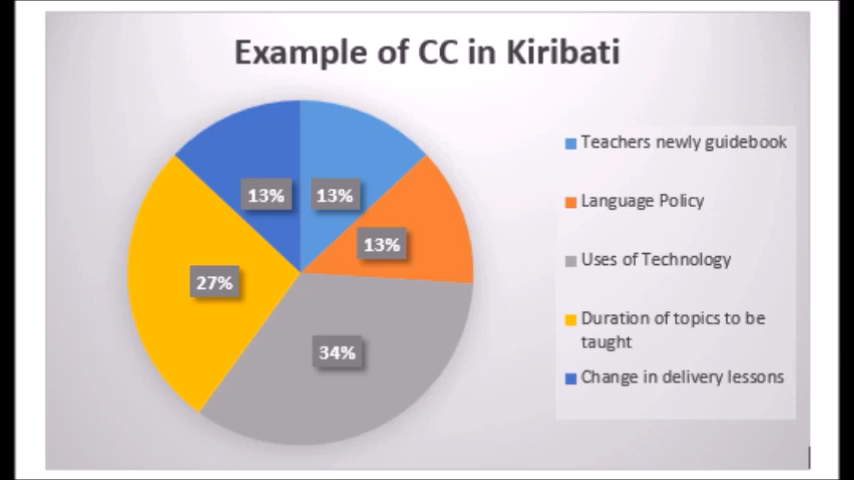 Example of CC in Kiribati
13%
13%
13%
27%
34%
Teachers newly guidebook
Language Policy
Uses of Technology
Duration of topics to be
taught
Change in delivery lessons